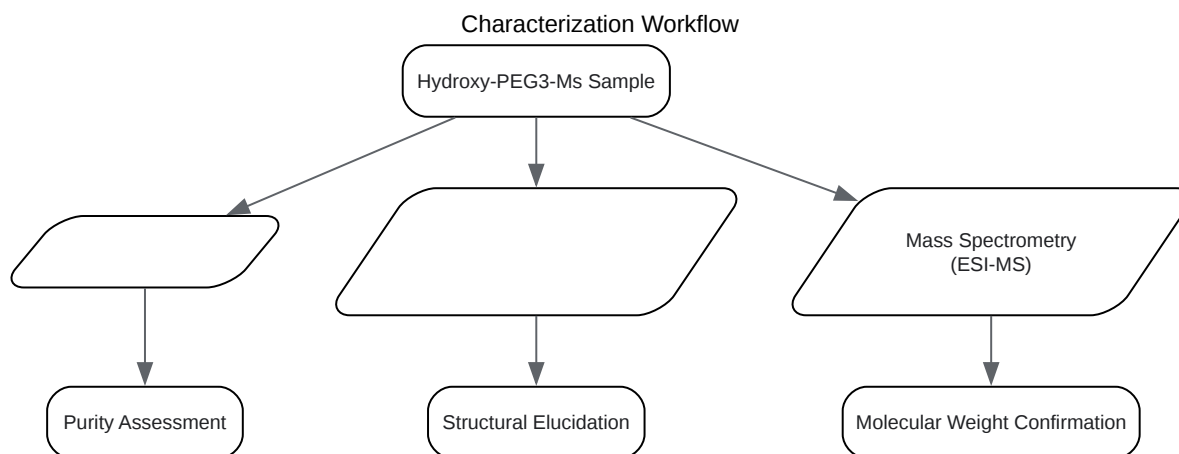 Characterization Workflow
Hydroxy-PEG3-Ms Sample
Mass Spectrometry
(ESI-MS)
Purity Assessment
Structural Elucidation
Molecular Weight Confirmation